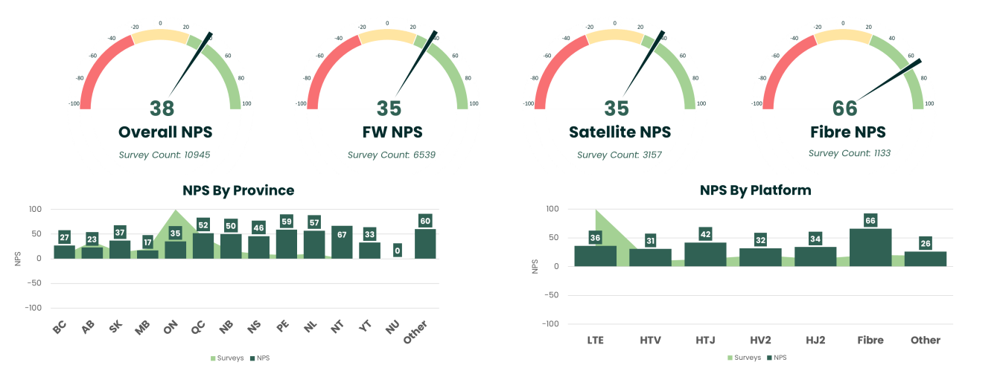 -100 -80 -60 -40 -20 0 20 40 60 80 100
38
Overall NPS
Survey Count: 10945
-100 -80 -60 -40 -20 0 20 40 60 80 100
35
FW NPS
Survey Count: 6539
-100 -80 -60 -40 -20 0 20 40 60 80 100
35
Satellite NPS
Survey Count: 3157
-100 -80 -60 -40 -20 0 20 40 60 80 100
66
Fibre NPS
Survey Count: 1133
NPS By Province
NPS
100
50
0
−50
−100
27 23 37 17 35 52 50 46 59 57 67 33 0 60
BC AB SK MB ON QC NB NS PE NL NT YT NU Other
Surveys NPS
NPS By Platform
NPS
100
50
0
−50
−100
36 31 42 32 34 66 26
LTE HTV HTJ HV2 HJ2 Fibre Other
Surveys NPS